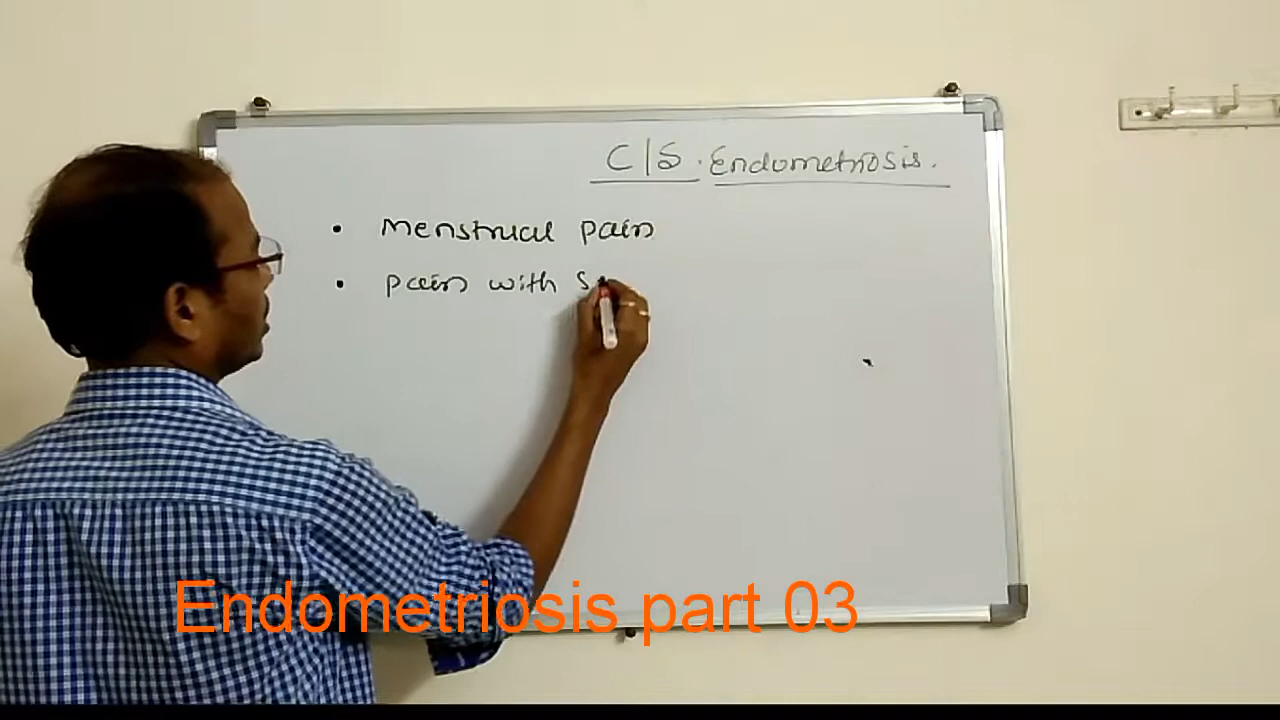 C/S. Endometriosis.
• Menstrual pain
• pain with s
Endometriosis part 03